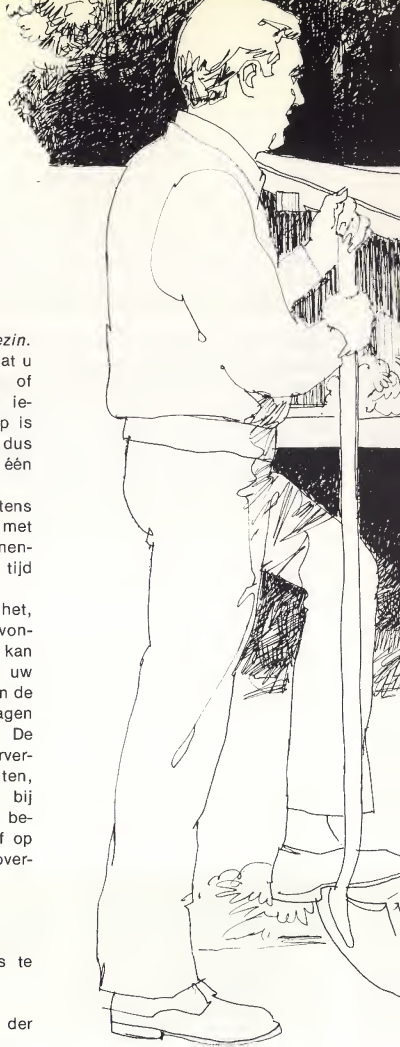 ezin.
at u
of
ie-
p is
dus
één
tens
met
nen-
tijd
het,
von-
kan
uw
n de
agen
De
rver-
ten,
bij
be-
f op
over-
s te
der